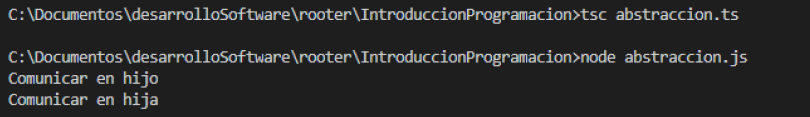 C:\Documentos\desarrolloSoftware\rooter\IntroduccionProgramacion>tsc abstraccion.ts
C:\Documentos\desarrolloSoftware\rooter\IntroduccionProgramacion>node abstraccion.js
Comunicar en hijo
Comunicar en hija